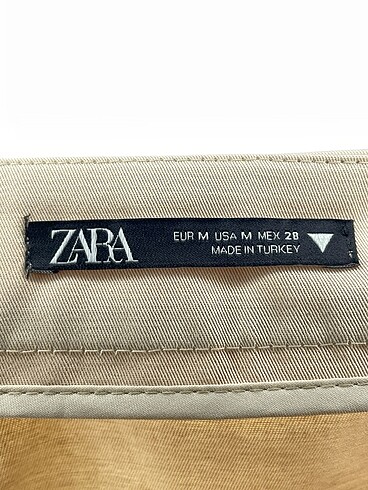 ZARA
EUR M USA M MEX 28
MADE IN TURKEY